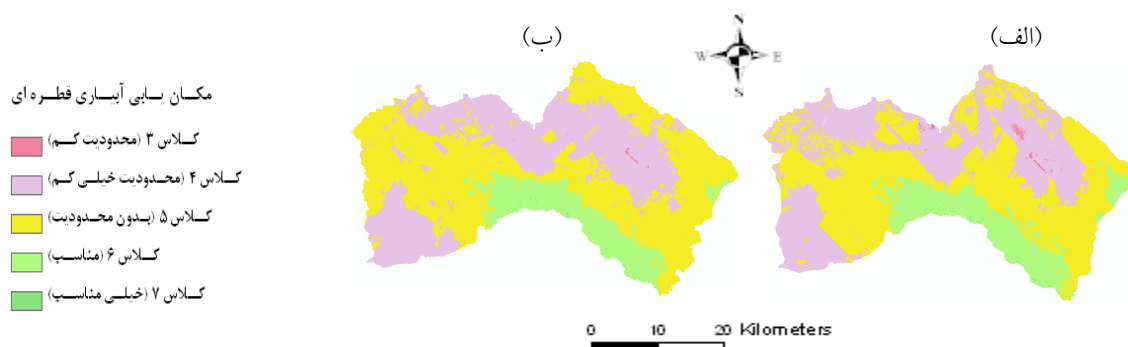 (الف)
(ب)
N
W E
S
مکان یابی آبیاری قطره ای
کلاس ۳ (محدودیت کم)
کلاس ۴ (محدودیت خیلی کم)
کلاس ۵ (بدون محدودیت)
کلاس ۶ (مناسب)
کلاس ۷ (خیلی مناسب)
0 10 20 Kilometers